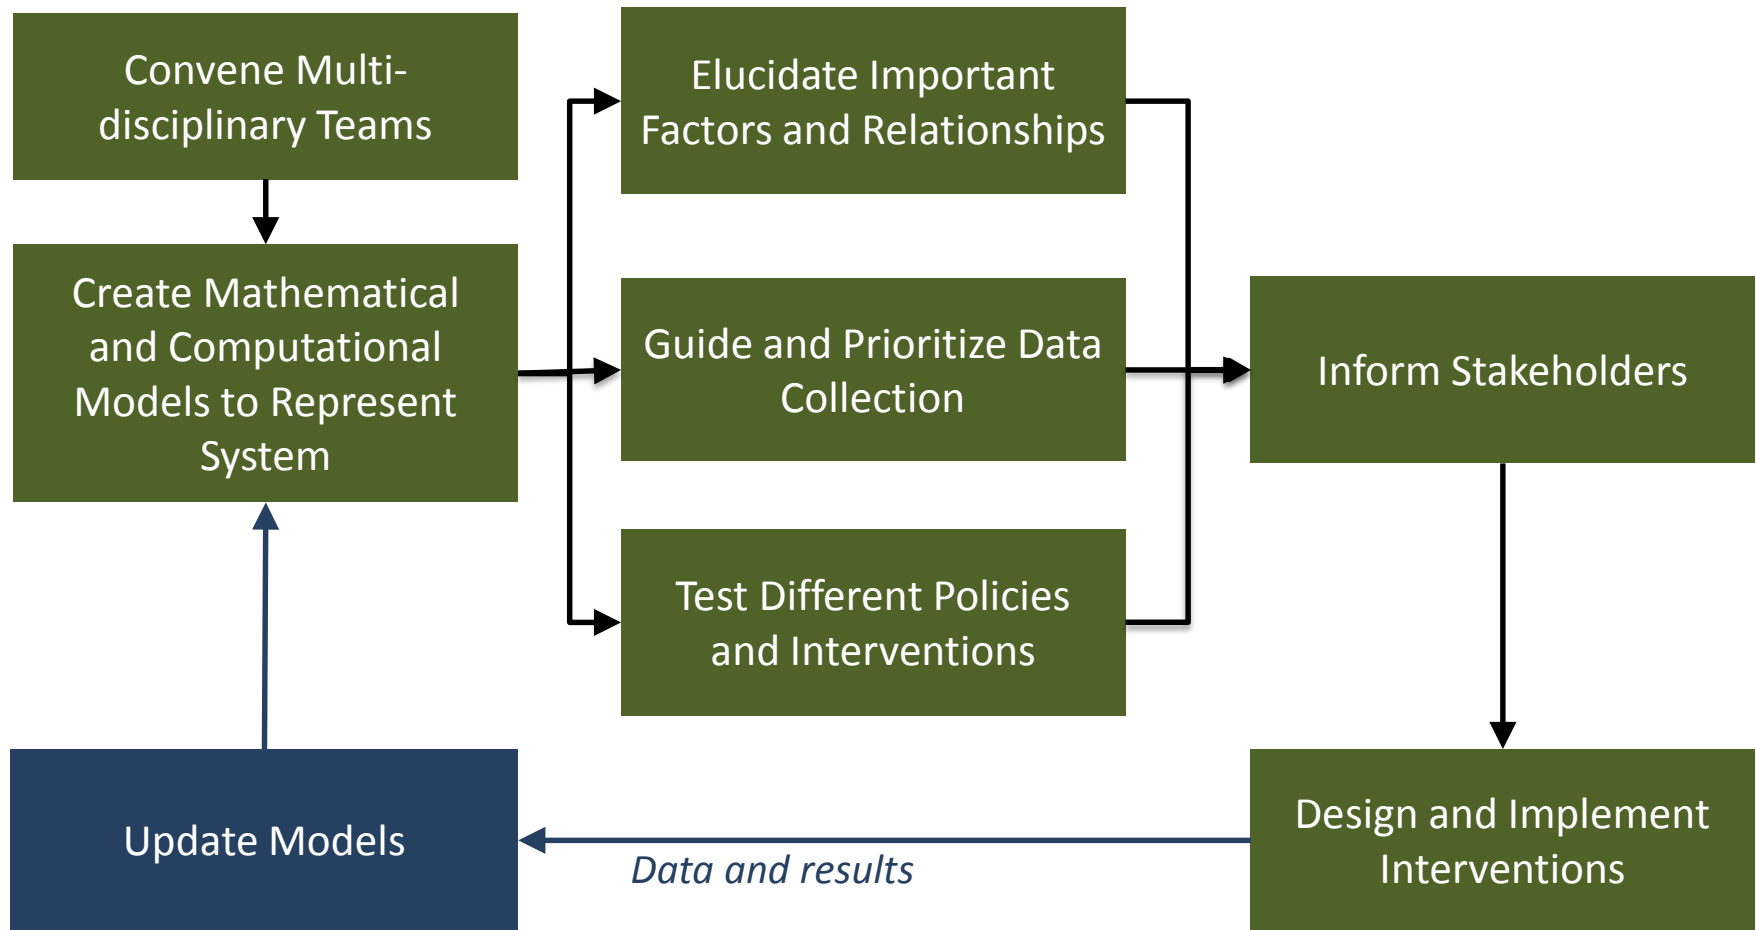 Convene Multi-
disciplinary Teams
Create Mathematical
and Computational
Models to Represent
System
Elucidate Important
Factors and Relationships
Guide and Prioritize Data
Collection
Test Different Policies
and Interventions
Inform Stakeholders
Design and Implement
Interventions
Data and results
Update Models